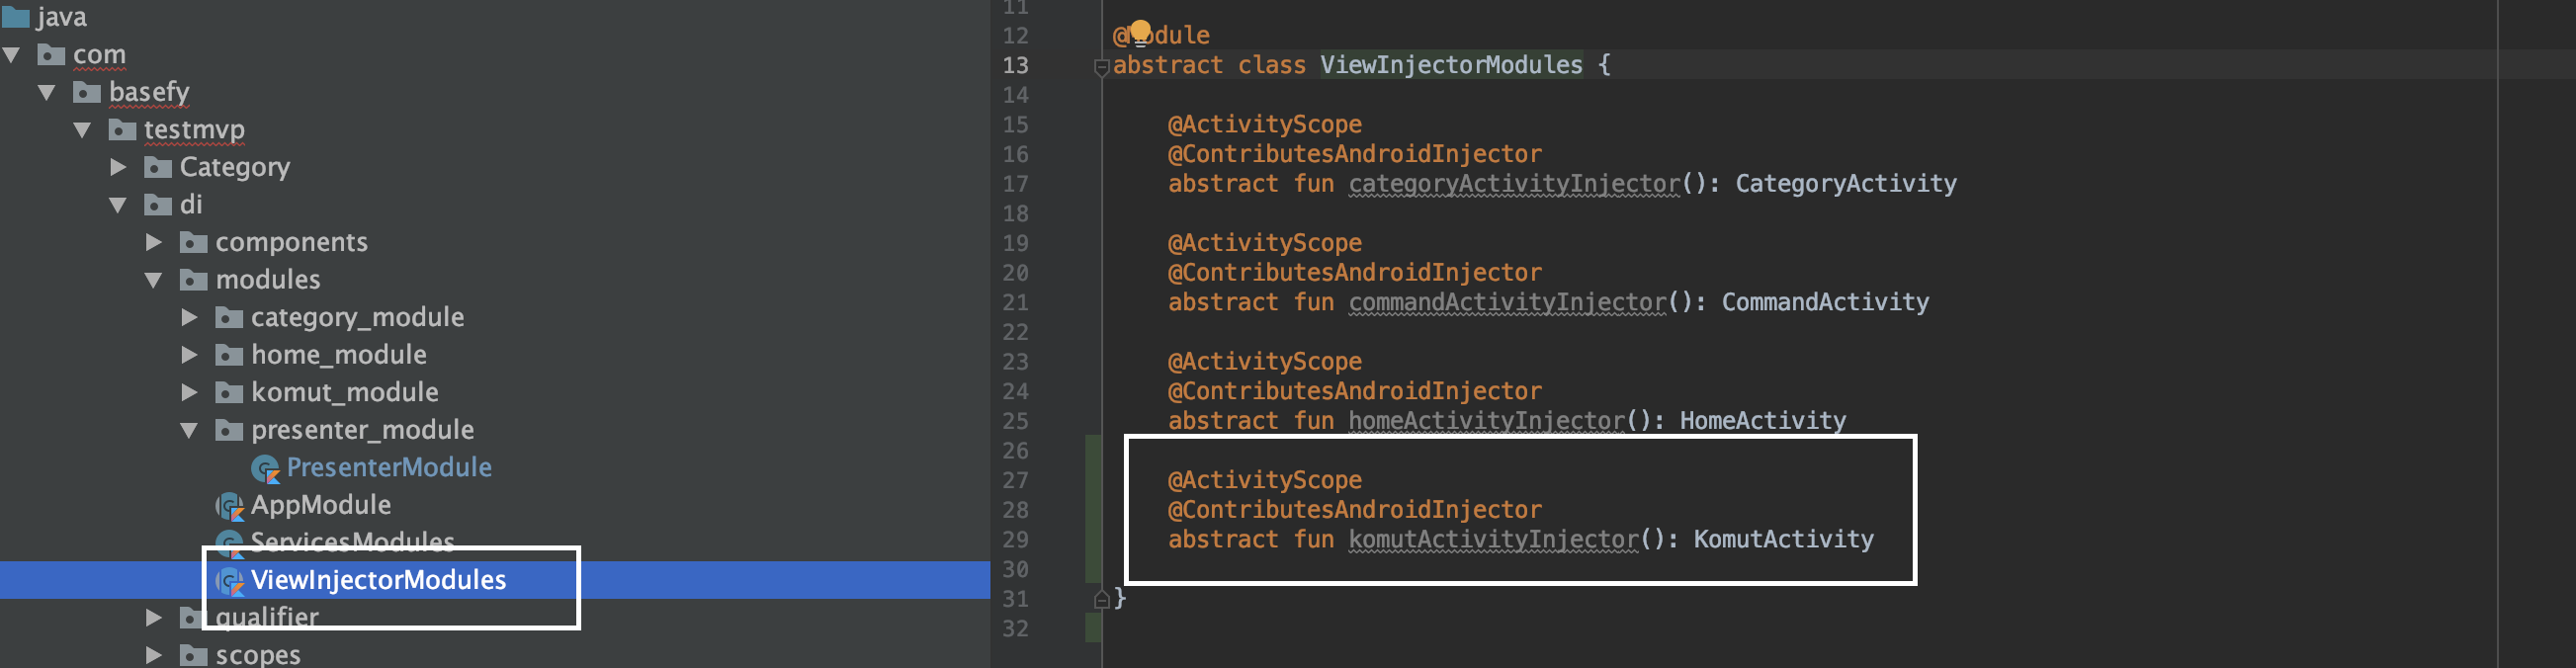 java
com
basefy
testmvp
Category
di
components
modules
category_module
home_module
komut_module
presenter_module
PresenterModule
AppModule
ServicesModules
ViewInjectorModules
qualifier
scopes
11
12 @Module
13 abstract class ViewInjectorModules {
14
15 @ActivityScope
16 @ContributesAndroidInjector
17 abstract fun categoryActivityInjector(): CategoryActivity
18
19 @ActivityScope
20 @ContributesAndroidInjector
21 abstract fun commandActivityInjector(): CommandActivity
22
23 @ActivityScope
24 @ContributesAndroidInjector
25 abstract fun homeActivityInjector(): HomeActivity
26
27 @ActivityScope
28 @ContributesAndroidInjector
29 abstract fun komutActivityInjector(): KomutActivity
30
31 }
32